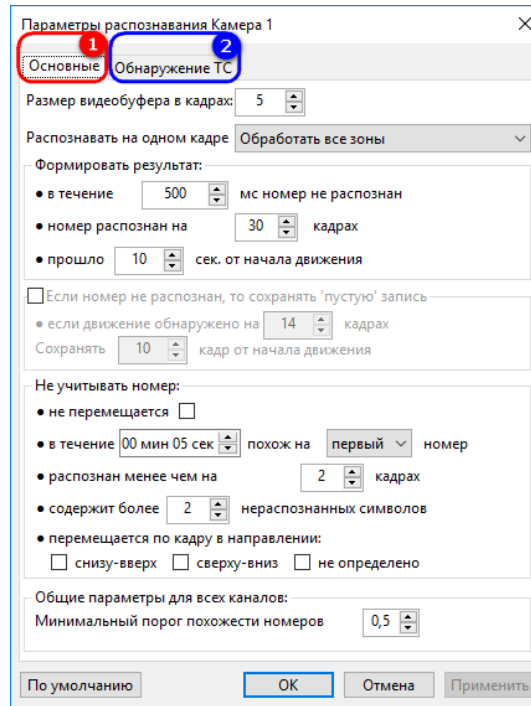 Параметры распознавания Камера 1
1 2
Основные Обнаружение ТС
Размер видеобуфера в кадрах: 5
Распознавать на одном кадре Обработать все зоны
Формировать результат:
• в течение 500 мс номер не распознан
• номер распознан на 30 кадрах
• прошло 10 сек. от начала движения
Если номер не распознан, то сохранять 'пустую' запись
• если движение обнаружено на 14 кадрах
Сохранять 10 кадр от начала движения
Не учитывать номер:
• не перемещается
• в течение 00 мин 05 сек похож на первый номер
• распознан менее чем на 2 кадрах
• содержит более 2 нераспознанных символов
• перемещается по кадру в направлении:
снизу-вверх сверху-вниз не определено
Общие параметры для всех каналов:
Минимальный порог похожести номеров 0,5
По умолчанию ОК Отмена Применить